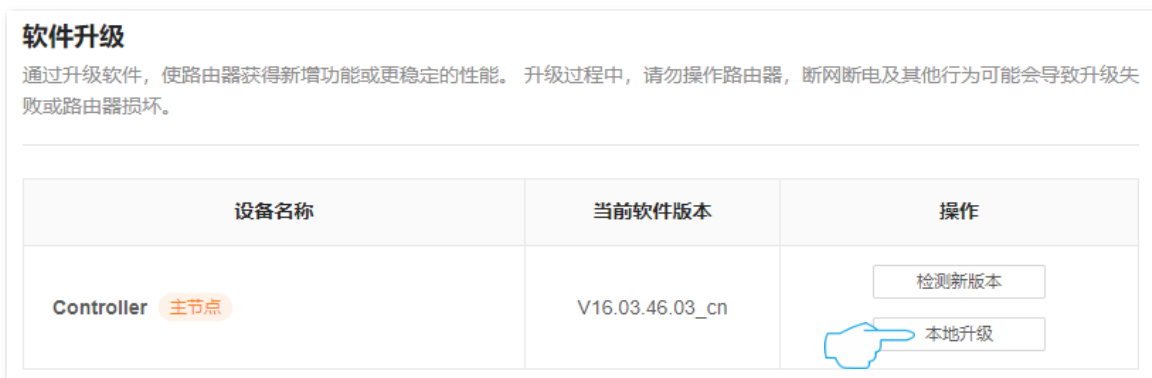 软件升级
通过升级软件，使路由器获得新增功能或更稳定的性能。 升级过程中，请勿操作路由器，断网断电及其他行为可能会导致升级失
败或路由器损坏。
设备名称 当前软件版本 操作
检测新版本
Controller 主节点 V16.03.46.03_cn
本地升级